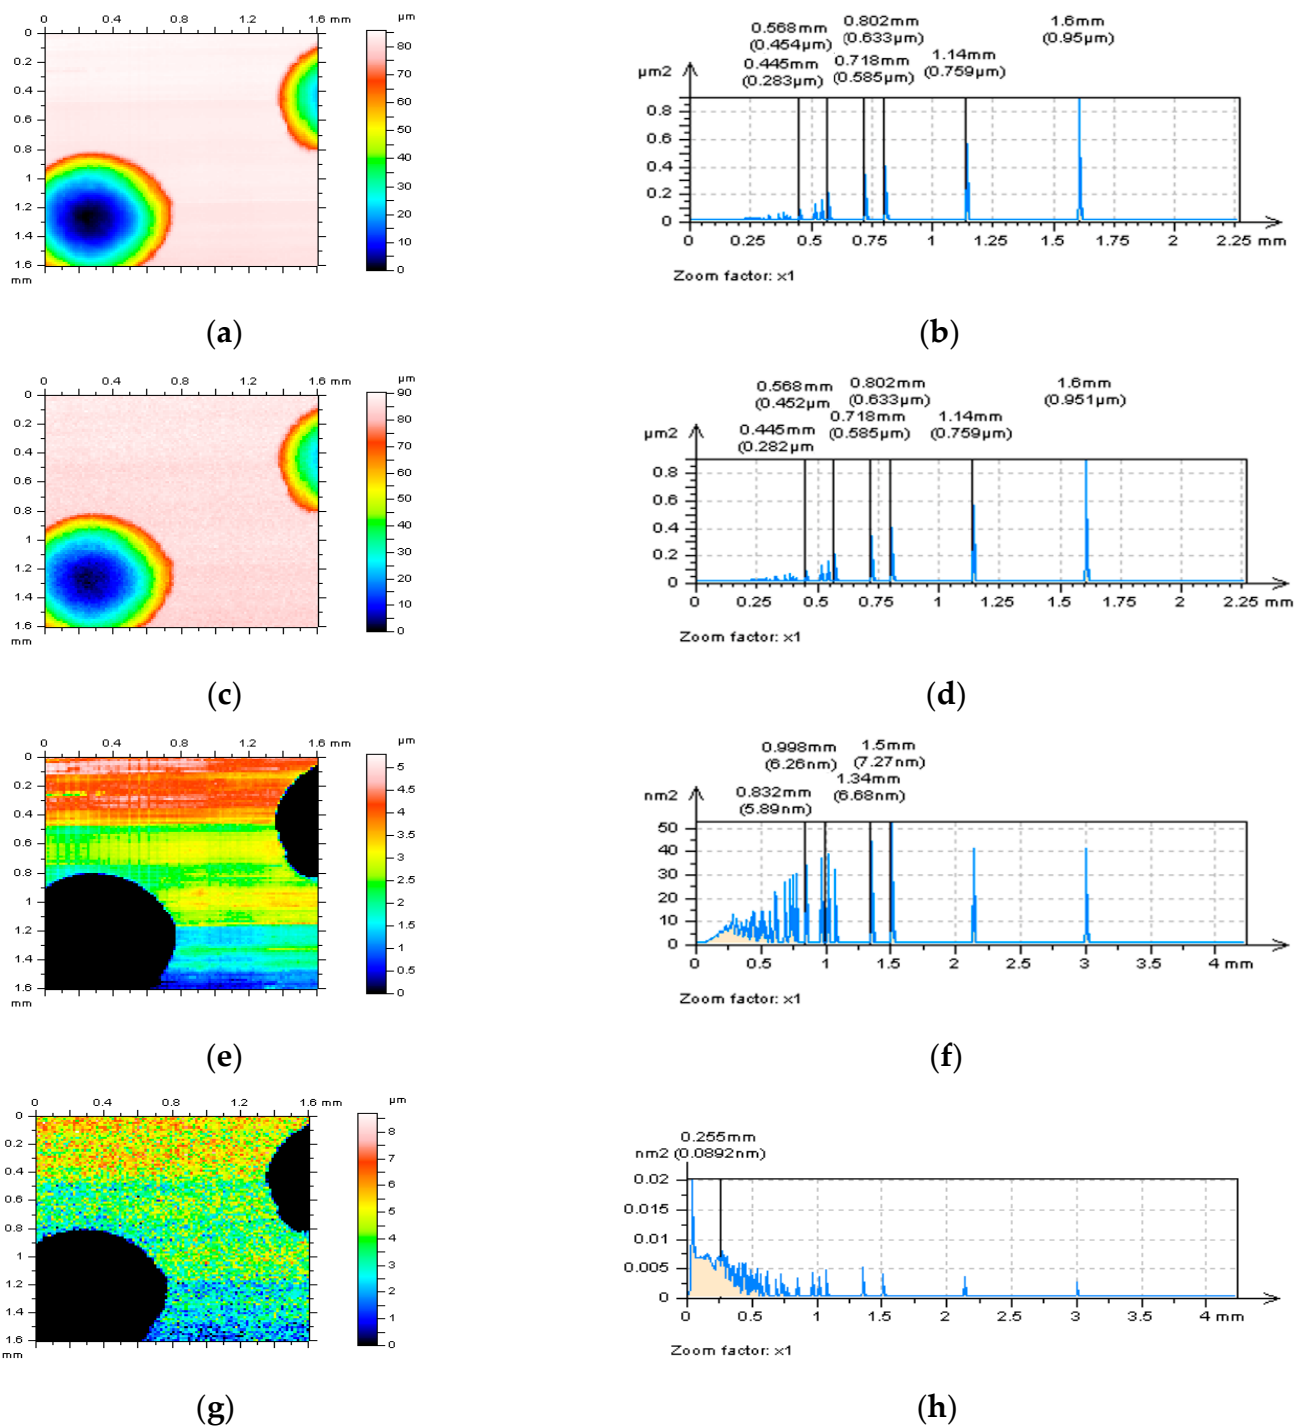 0 0.4 0.8 1.2 1.6 mm
µm
0
0.2
0.4
0.6
0.8
1
1.2
1.4
1.6
mm
80
70
60
50
40
30
20
10
0
(a)
0.802mm
(0.633µm)
1.6mm
(0.95µm)
0.568mm
(0.454µm)
0.445mm
(0.283µm)
0.718mm
(0.585µm)
1.14mm
(0.759µm)
µm2
0.8
0.6
0.4
0.2
0
0 0.25 0.5 0.75 1 1.25 1.5 1.75 2 2.25 mm
Zoom factor: x1
(b)
0 0.4 0.8 1.2 1.6 mm
µm
0
0.2
0.4
0.6
0.8
1
1.2
1.4
1.6
mm
90
80
70
60
50
40
30
20
10
0
(c)
0.568mm
(0.452µm
0.802mm
(0.633µm)
1.6mm
(0.951µm)
0.445mm
(0.282µm
0.718mm
(0.585µm)
1.14mm
(0.759µm)
µm2
0.8
0.6
0.4
0.2
0
0 0.25 0.5 0.75 1 1.25 1.5 1.75 2 2.25 mm
Zoom factor: x1
(d)
0 0.4 0.8 1.2 1.6 mm
µm
0
0.2
0.4
0.6
0.8
1
1.2
1.4
1.6
mm
5
4.5
4
3.5
3
2.5
2
1.5
1
0.5
0
(e)
0.998mm
(6.26nm)
1.5mm
(7.27nm)
0.832mm
(5.89nm)
1.34mm
(6.68nm)
nm2
50
40
30
20
10
0
0 0.5 1 1.5 2 2.5 3 3.5 4 mm
Zoom factor: x1
(f)
0 0.4 0.8 1.2 1.6
µm
0
0.2
0.4
0.6
0.8
1
1.2
1.4
1.6
mm
8
7
6
5
4
3
2
1
0
(g)
0.255mm
nm2 (0.0892nm)
0.02
0.015
0.01
0.005
0
0 0.5 1 1.5 2 2.5 3 3.5 4 mm
Zoom factor: x1
(h)